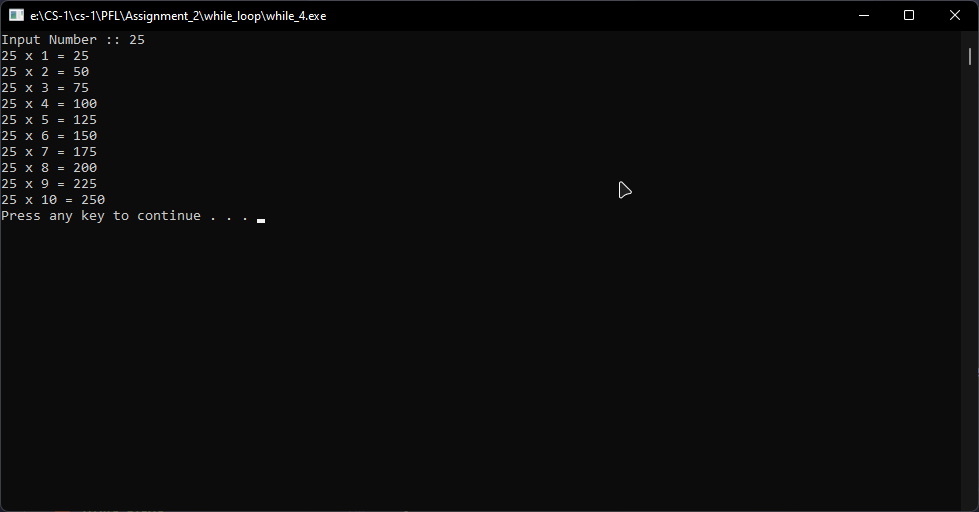 e:\CS-1\cs-1\PFL\Assignment_2\while_loop\while_4.exe
Input Number :: 25
25 x 1 = 25
25 x 2 = 50
25 x 3 = 75
25 x 4 = 100
25 x 5 = 125
25 x 6 = 150
25 x 7 = 175
25 x 8 = 200
25 x 9 = 225
25 x 10 = 250
Press any key to continue . . .